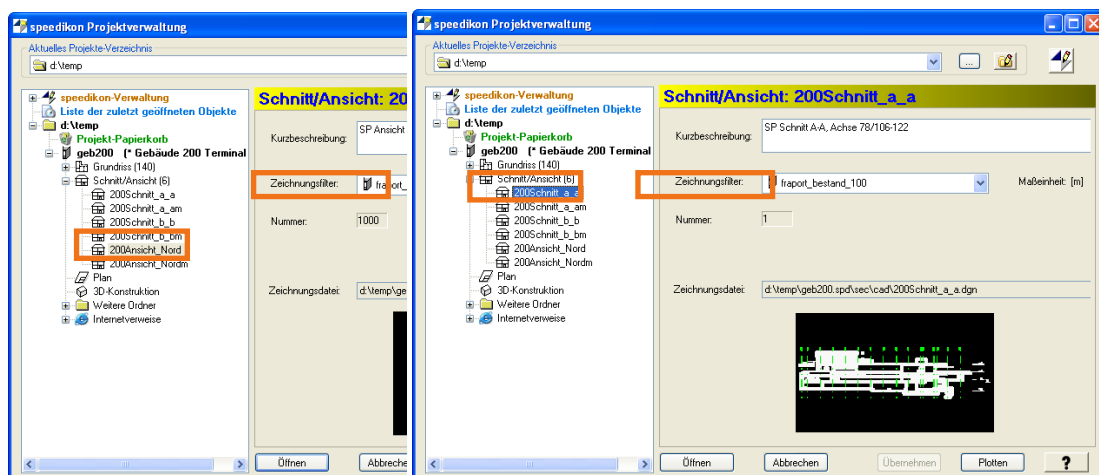 speedikon Projektverwaltung
Aktuelles Projekte-Verzeichnis
d:\temp
speedikon-Verwaltung
Liste der zuletzt geöffneten Objekte
d:\temp
Projekt-Papierkorb
geb200 (* Gebäude 200 Terminal
Grundriss (140)
Schnitt/Ansicht (6)
200Schnitt_a_a
200Schnitt_a_am
200Schnitt_b_b
200Schnitt_b_bm
200Ansicht_Nord
200Ansicht_Nordm
Plan
3D-Konstruktion
Weitere Ordner
Internetverweise
Schnitt/Ansicht: 20
Kurzbeschreibung: SP Ansicht
Zeichnungsfilter: fraport_
Nummer: 1000
Zeichnungsdatei: d:\temp\ge
Öffnen Abbreche
speedikon Projektverwaltung
Aktuelles Projekte-Verzeichnis
d:\temp ...
speedikon-Verwaltung
Liste der zuletzt geöffneten Objekte
d:\temp
Projekt-Papierkorb
geb200 (* Gebäude 200 Terminal
Grundriss (140)
Schnitt/Ansicht (6)
200Schnitt_a_a
200Schnitt_a_am
200Schnitt_b_b
200Schnitt_b_bm
200Ansicht_Nord
200Ansicht_Nordm
Plan
3D-Konstruktion
Weitere Ordner
Internetverweise
Schnitt/Ansicht: 200Schnitt_a_a
Kurzbeschreibung: SP Schnitt A-A, Achse 78/106-122
Zeichnungsfilter: fraport_bestand_100 Maßeinheit: [m]
Nummer: 1
Zeichnungsdatei: d:\temp\geb200.spd\sec\cad\200Schnitt_a_a.dgn
Öffnen Abbrechen Übernehmen Plotten ?